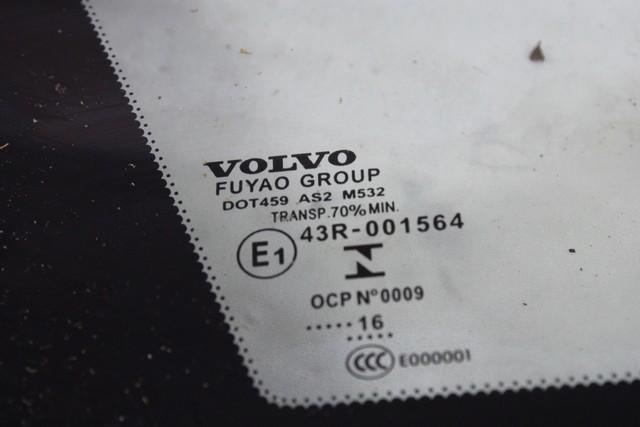 VOLVO
FUYAO GROUP
DOT459 AS2 M532
TRANSP.70%MIN.
E1 43R-001564
OCP Nº0009
..... 16
.....
CCC E000001